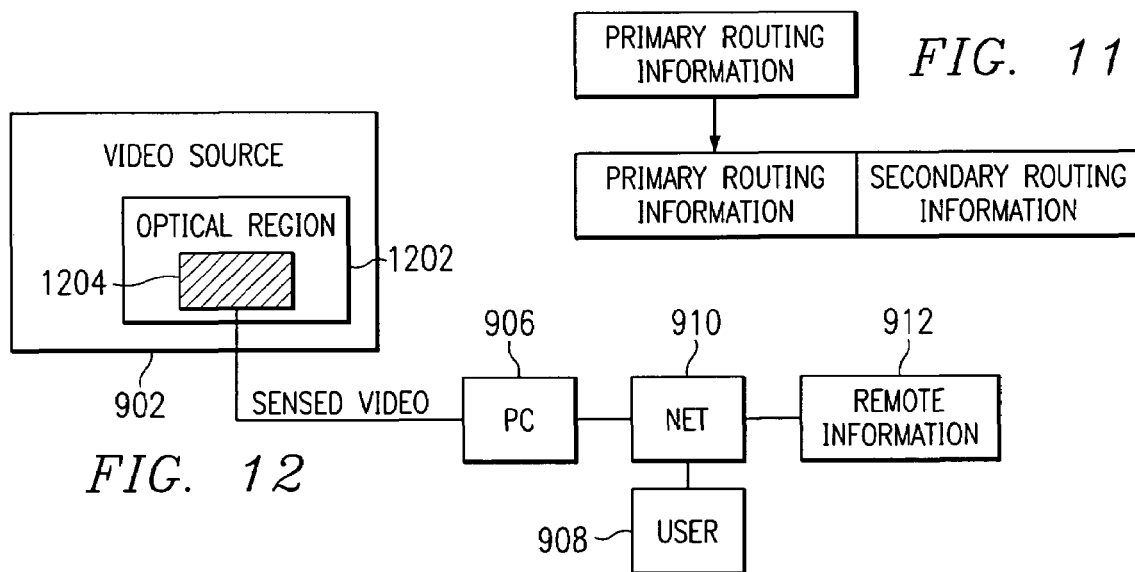 PRIMARY ROUTING
INFORMATION
FIG. 11
PRIMARY ROUTING
INFORMATION
SECONDARY ROUTING
INFORMATION
VIDEO SOURCE
OPTICAL REGION
1204
1202
902
SENSED VIDEO
906
PC
910
NET
912
REMOTE
INFORMATION
908
USER
FIG. 12